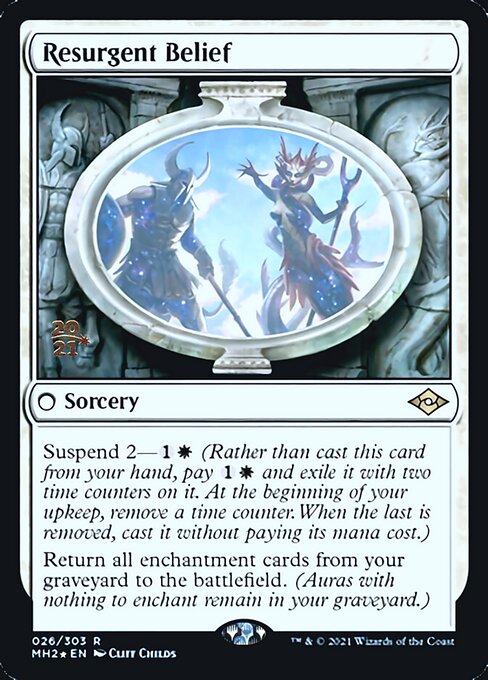 Resurgent Belief
20
21
Sorcery
Suspend 2—1 (Rather than cast this card
from your hand, pay 1 and exile it with two
time counters on it. At the beginning of your
upkeep, remove a time counter. When the last is
removed, cast it without paying its mana cost.)
Return all enchantment cards from your
graveyard to the battlefield. (Auras with
nothing to enchant remain in your graveyard.)
026/303 R
MH2★EN Cliff Childs
™ & © 2021 Wizards of the Coast